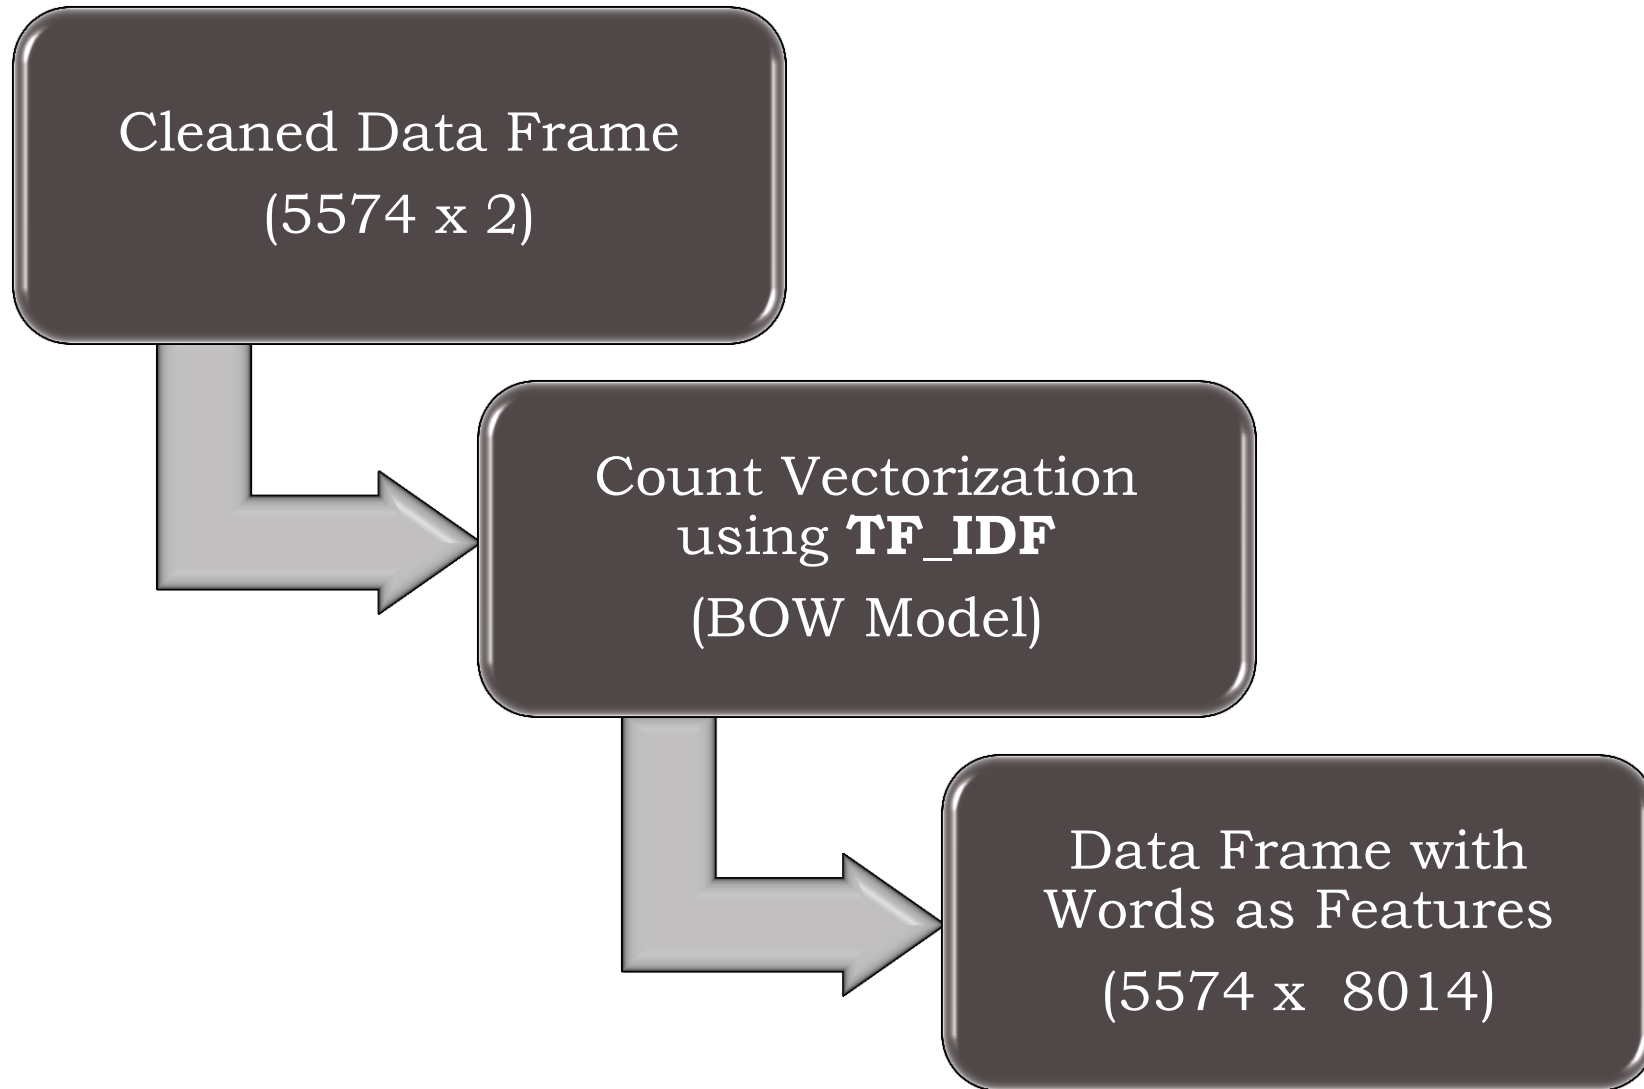 Cleaned Data Frame
(5574 x 2)
Count Vectorization
using TF_IDF
(BOW Model)
Data Frame with
Words as Features
(5574 x  8014)